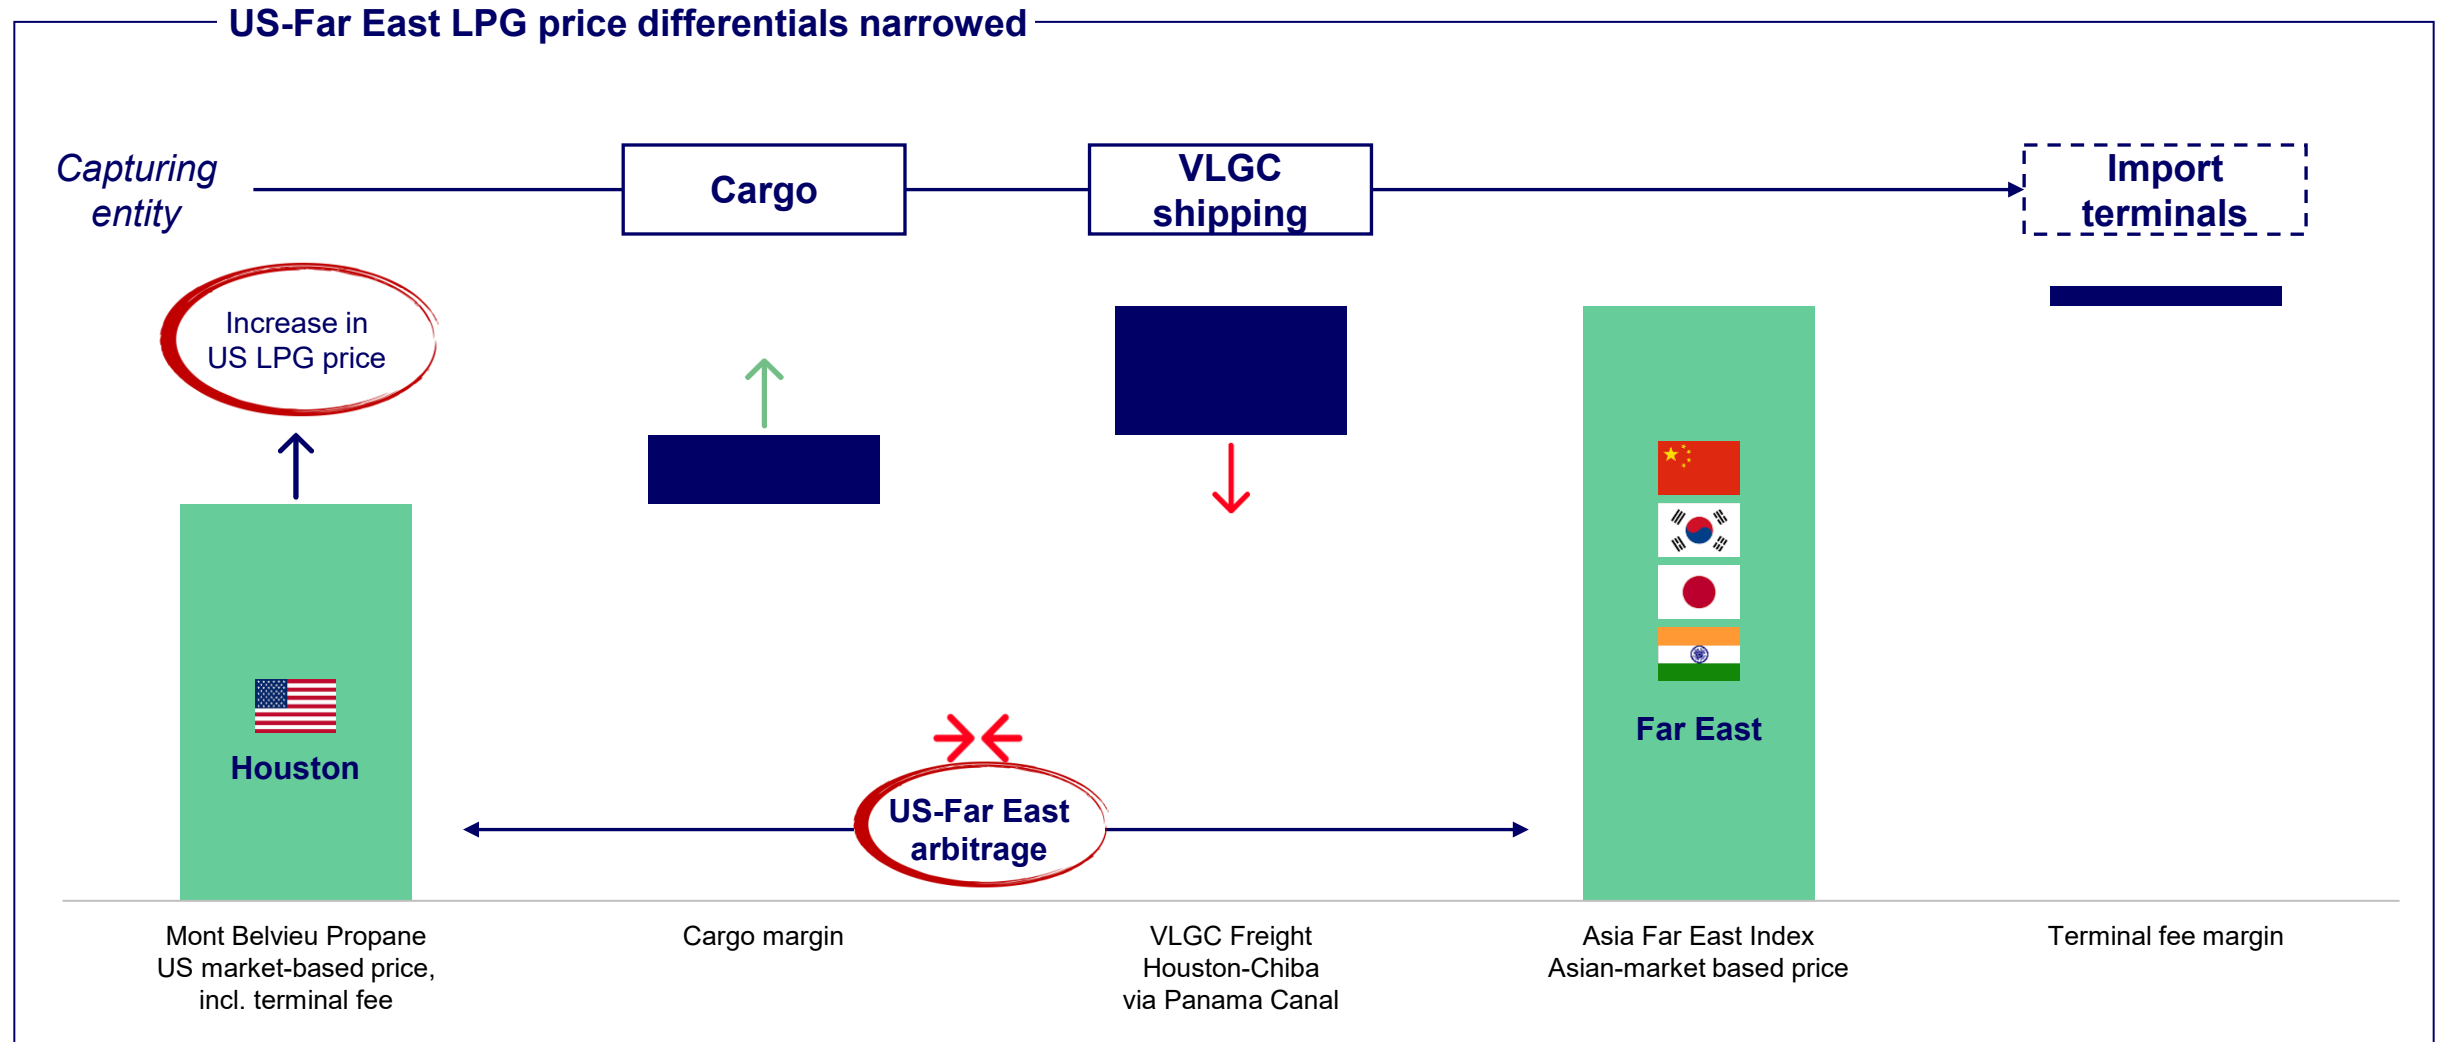 US-Far East LPG price differentials narrowed
Capturing
entity
Cargo
VLGC
shipping
Import
terminals
Increase in
US LPG price
Houston
US-Far East
arbitrage
Far East
Mont Belvieu Propane
US market-based price,
incl. terminal fee
Cargo margin
VLGC Freight
Houston-Chiba
via Panama Canal
Asia Far East Index
Asian-market based price
Terminal fee margin